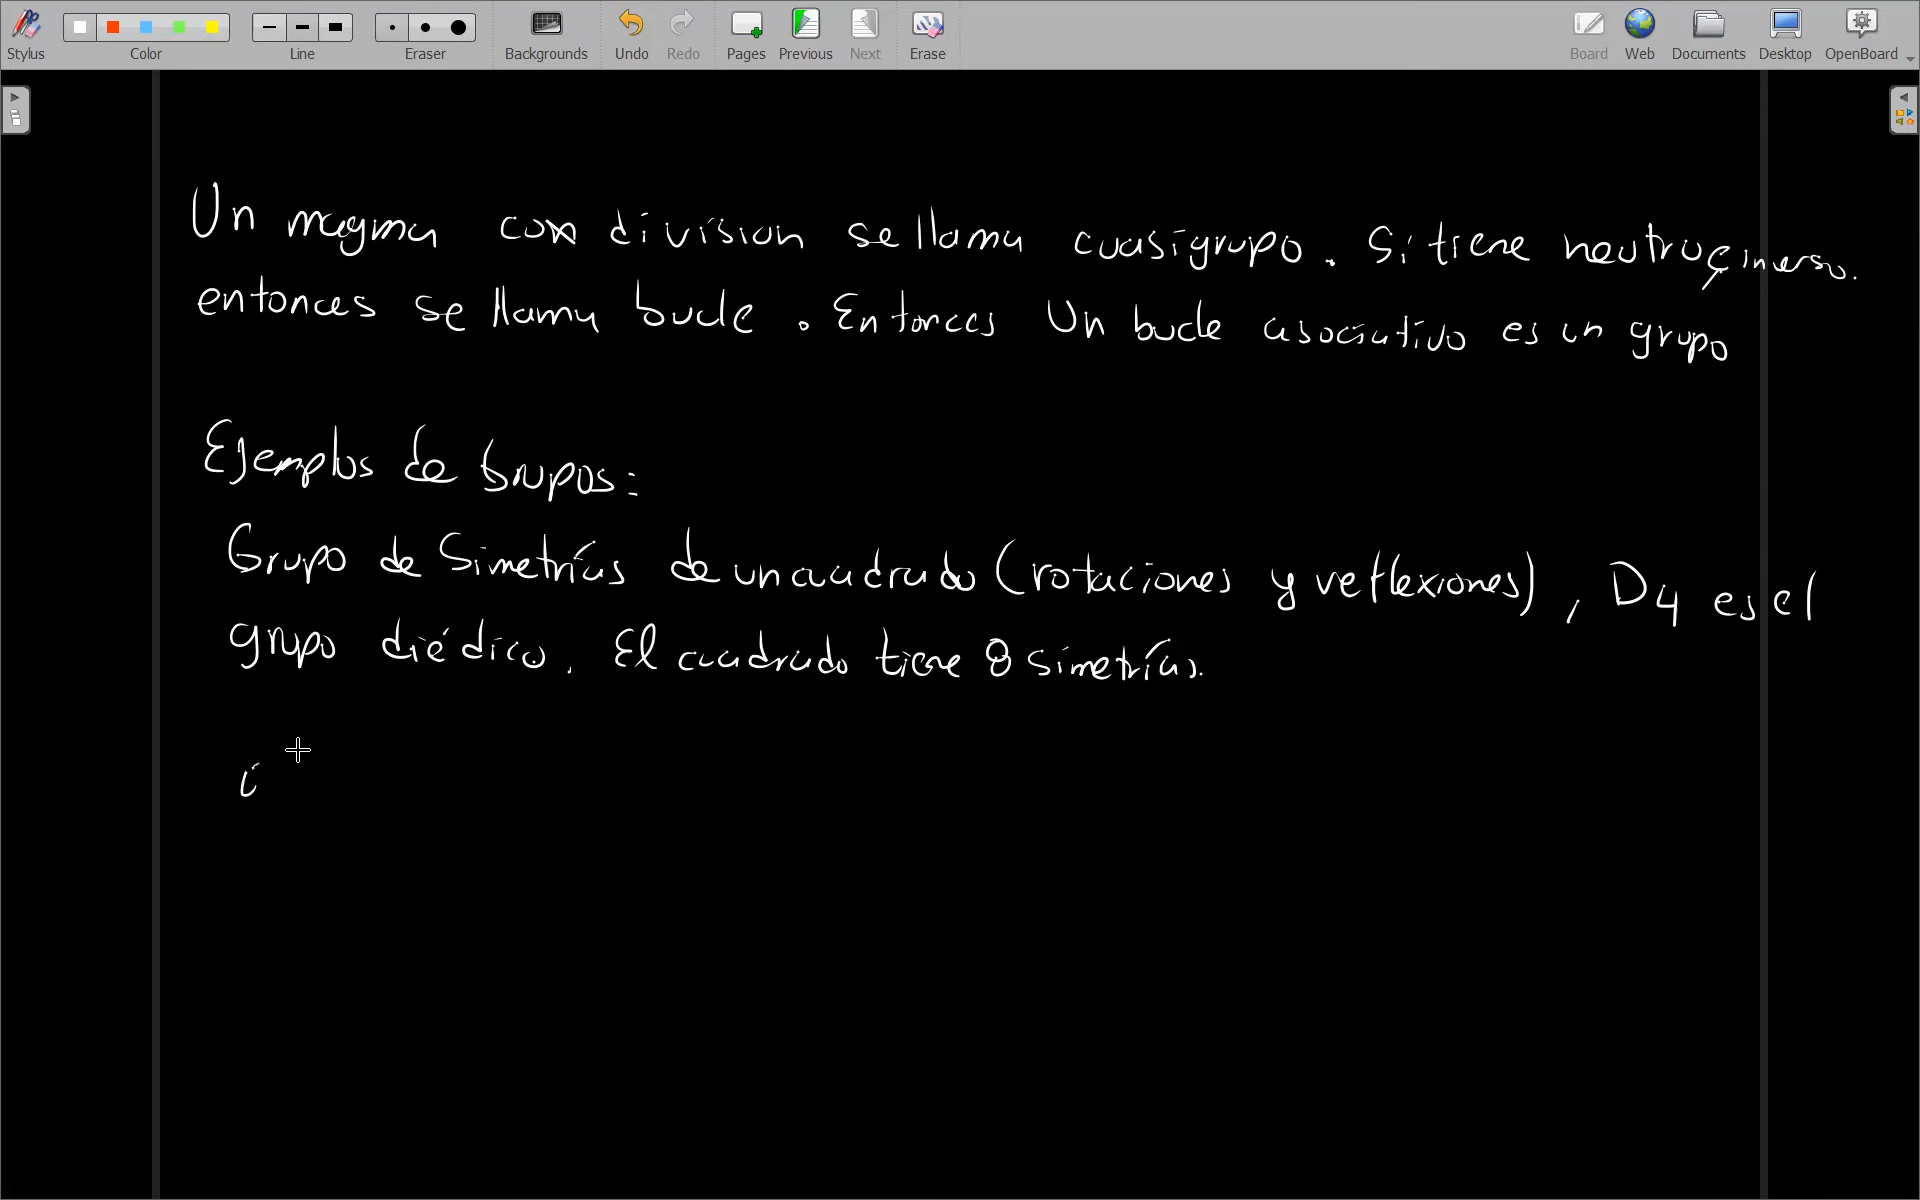 Stylus Color Line Eraser Backgrounds Undo Redo Pages Previous Next Erase Board Web Documents Desktop OpenBoard
Un magma con división se llama cuasigrupo. Si tiene neutro e inverso.
entonces se llama bucle. Entonces Un bucle asociativo es un grupo
Ejemplos de Grupos:
Grupo de Simetrías de un cuadrado (rotaciones y reflexiones), D4 es el
grupo diédico. El cuadrado tiene 8 simetrías.
i